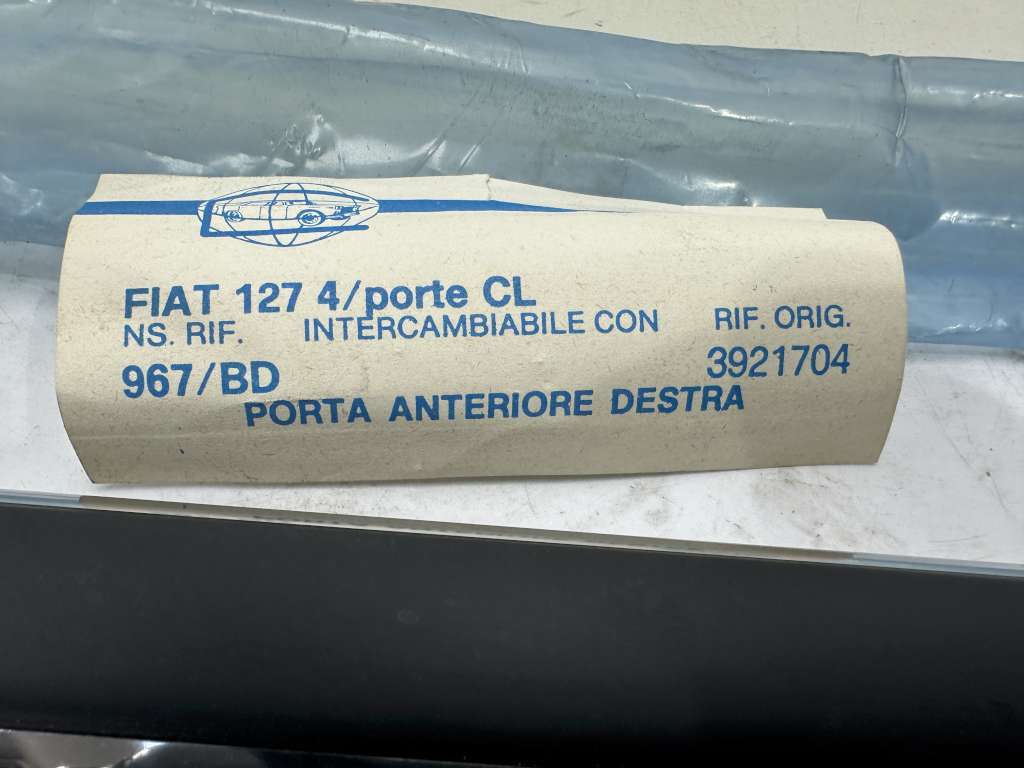 FIAT 127 4/porte CL
NS. RIF. INTERCAMBIABILE CON RIF. ORIG.
967/BD 3921704
PORTA ANTERIORE DESTRA